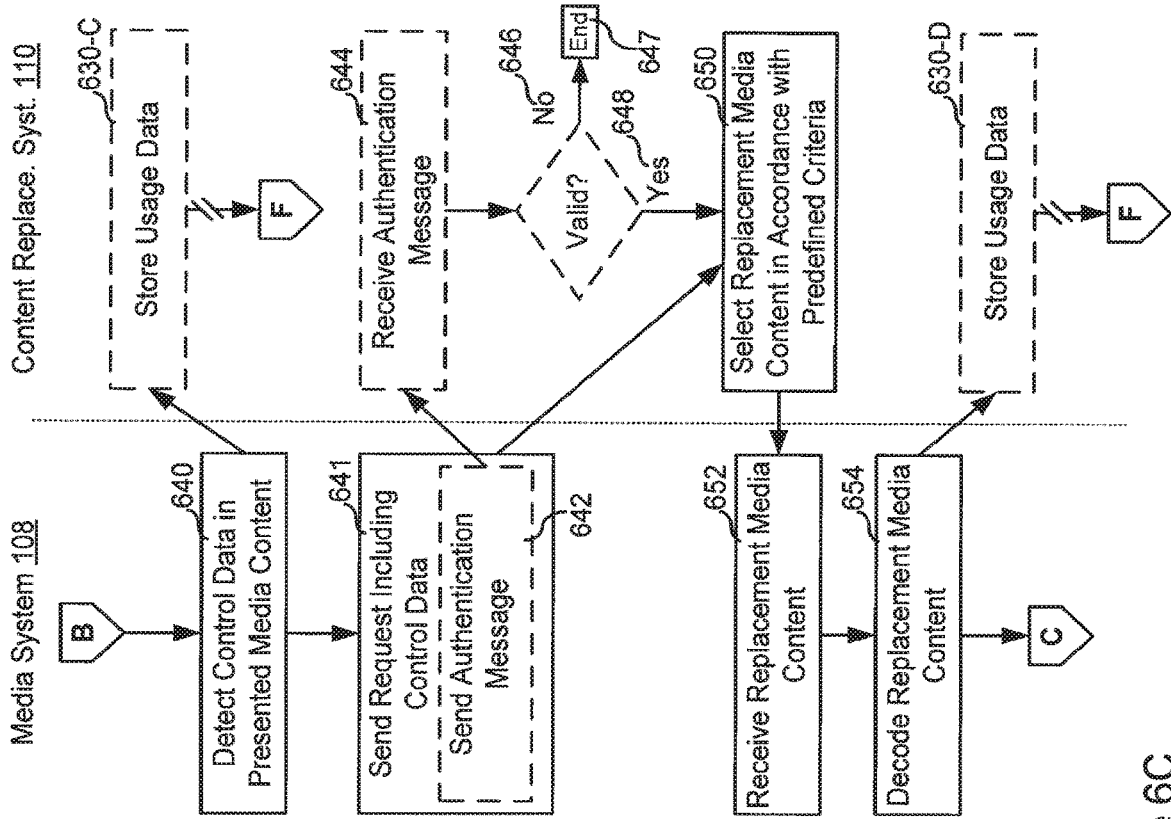 Media System 108
Content Replace. Syst. 110
B
640
Detect Control Data in
Presented Media Content
630-C
Store Usage Data
F
641
Send Request Including
Control Data
Send Authentication
Message
642
644
Receive Authentication
Message
Valid?
No
646
End
647
648
Yes
650
Select Replacement Media
Content in Accordance with
Predefined Criteria
652
Receive Replacement Media
Content
654
Decode Replacement Media
Content
630-D
Store Usage Data
F
C
6C